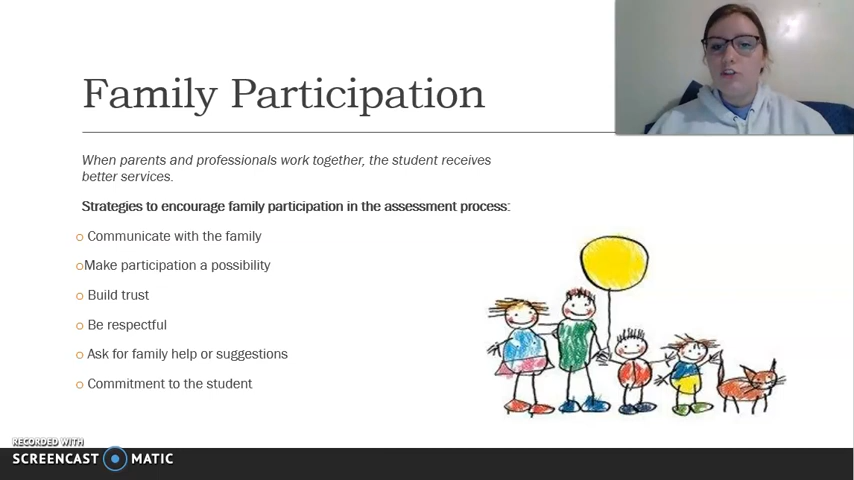 Family Participation
When parents and professionals work together, the student receives
better services.
Strategies to encourage family participation in the assessment process:
Communicate with the family
Make participation a possibility
Build trust
Be respectful
Ask for family help or suggestions
Commitment to the student
RECORDED WITH
SCREENCAST MATIC